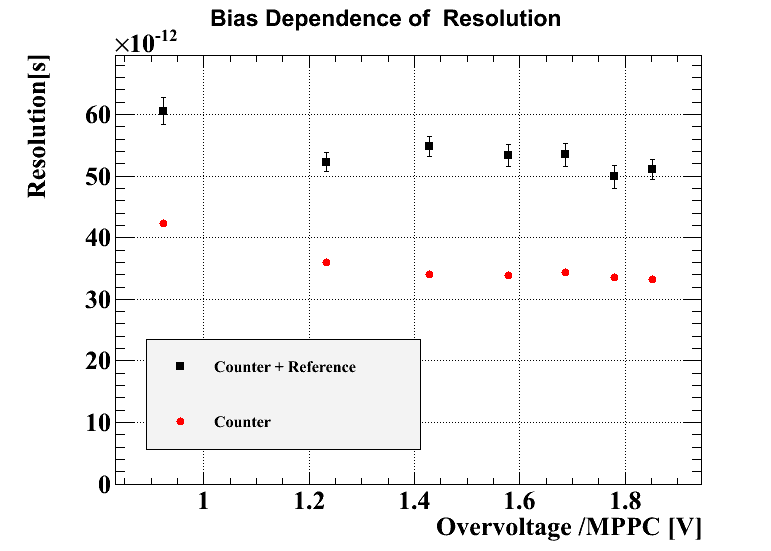 Bias Dependence of  Resolution
×10⁻¹²
Resolution[s]
60
50
40
30
20
10
0
Counter + Reference
Counter
1 1.2 1.4 1.6 1.8
Overvoltage /MPPC [V]